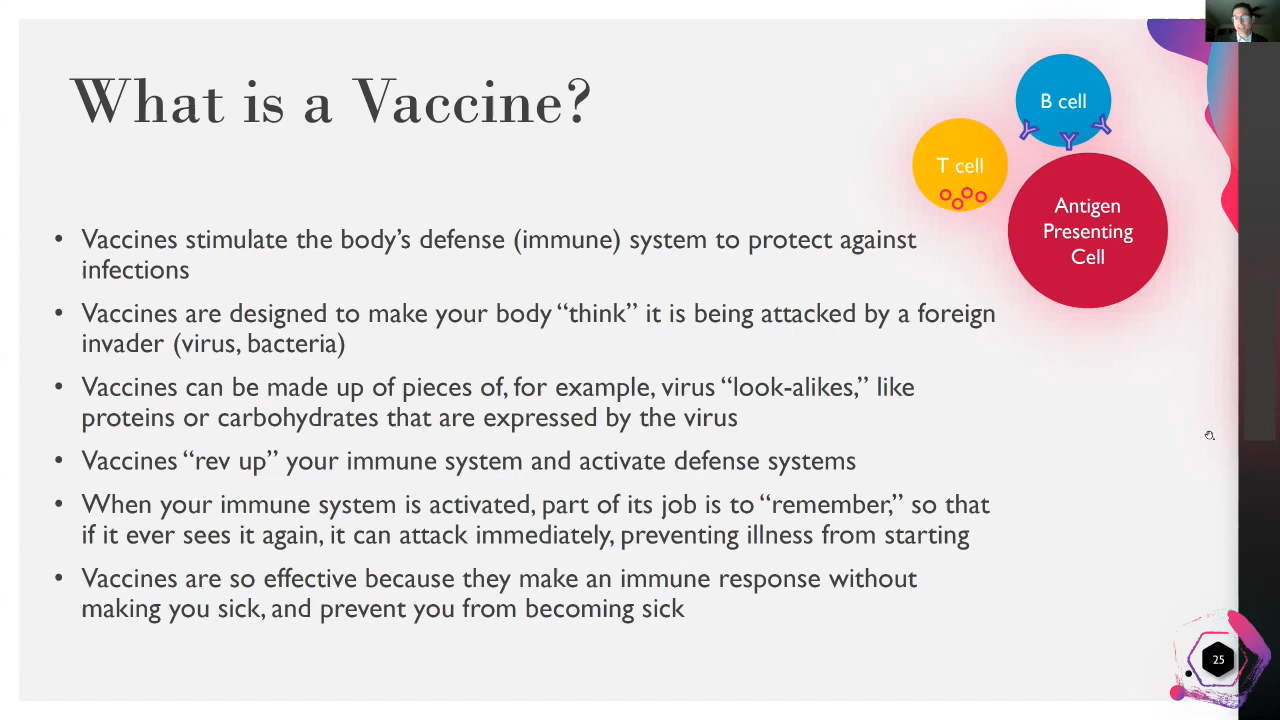 What is a Vaccine?
B cell
T cell
Antigen
Presenting
Cell
• Vaccines stimulate the body’s defense (immune) system to protect against
infections
• Vaccines are designed to make your body “think” it is being attacked by a foreign
invader (virus, bacteria)
• Vaccines can be made up of pieces of, for example, virus “look-alikes,” like
proteins or carbohydrates that are expressed by the virus
• Vaccines “rev up” your immune system and activate defense systems
• When your immune system is activated, part of its job is to “remember,” so that
if it ever sees it again, it can attack immediately, preventing illness from starting
• Vaccines are so effective because they make an immune response without
making you sick, and prevent you from becoming sick
25